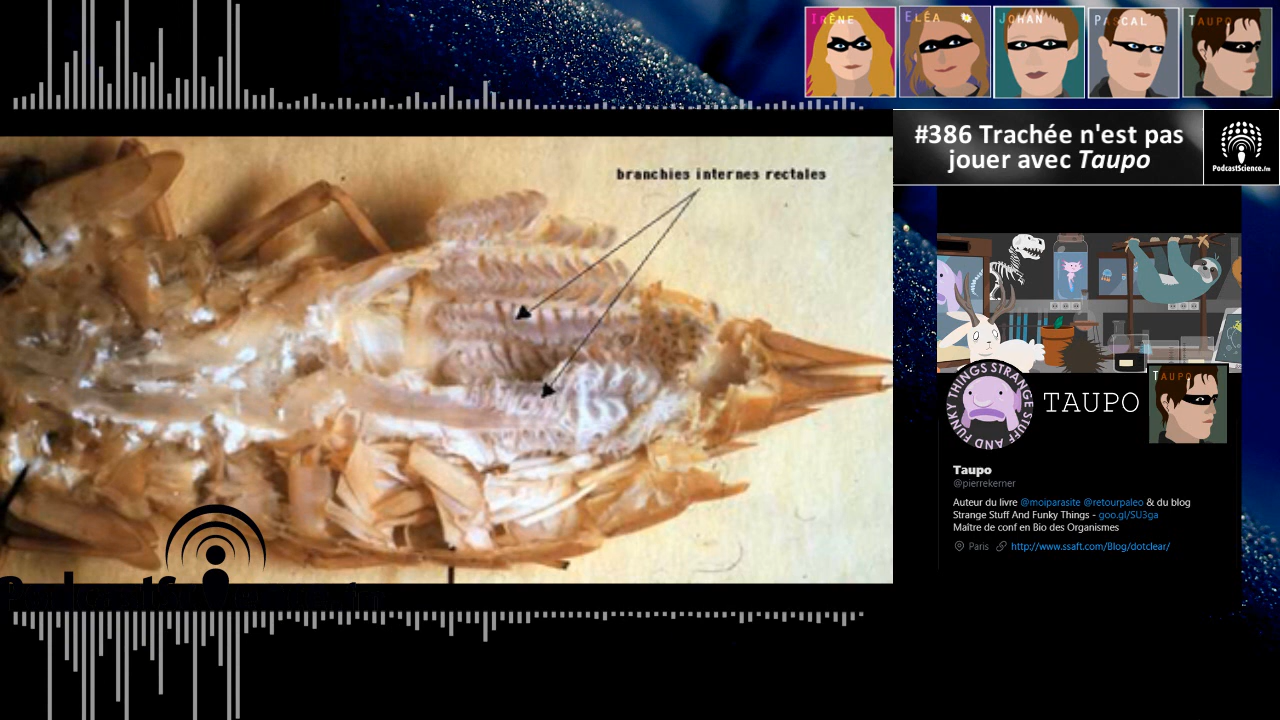 IRÈNE
ELÉA
JOHAN
PASCAL
TAUPO
#386 Trachée n'est pas
jouer avec Taupo
PodcastScience.fm
branchies internes rectales
STRANGE STUFF AND FUNKY THINGS
TAUPO
TAUPO
Taupo
@pierrekerner
Auteur du livre @moiparasite @retourpaleo & du blog
Strange Stuff And Funky Things - goo.gl/SU3ga
Maître de conf en Bio des Organismes
Paris http://www.ssaft.com/Blog/dotclear/